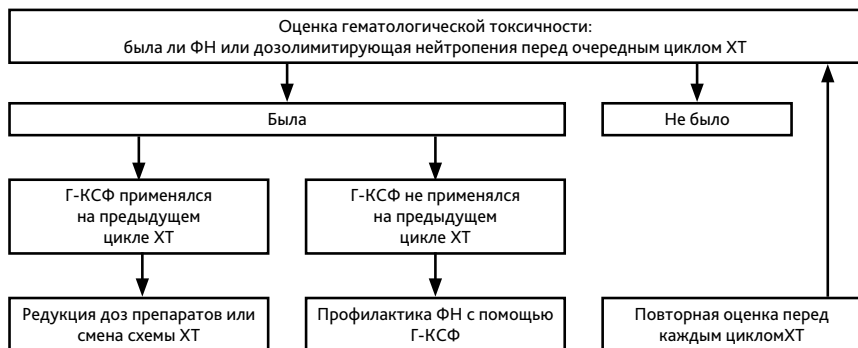 Оценка гематологической токсичности:
была ли ФН или дозолимитирующая нейтропения перед очередным циклом ХТ
Была
Не было
Г-КСФ применялся
на предыдущем
цикле ХТ
Г-КСФ не применялся
на предыдущем
цикле ХТ
Редукция доз препаратов или
смена схемы ХТ
Профилактика ФН с помощью
Г-КСФ
Повторная оценка перед
каждым цикломХТ